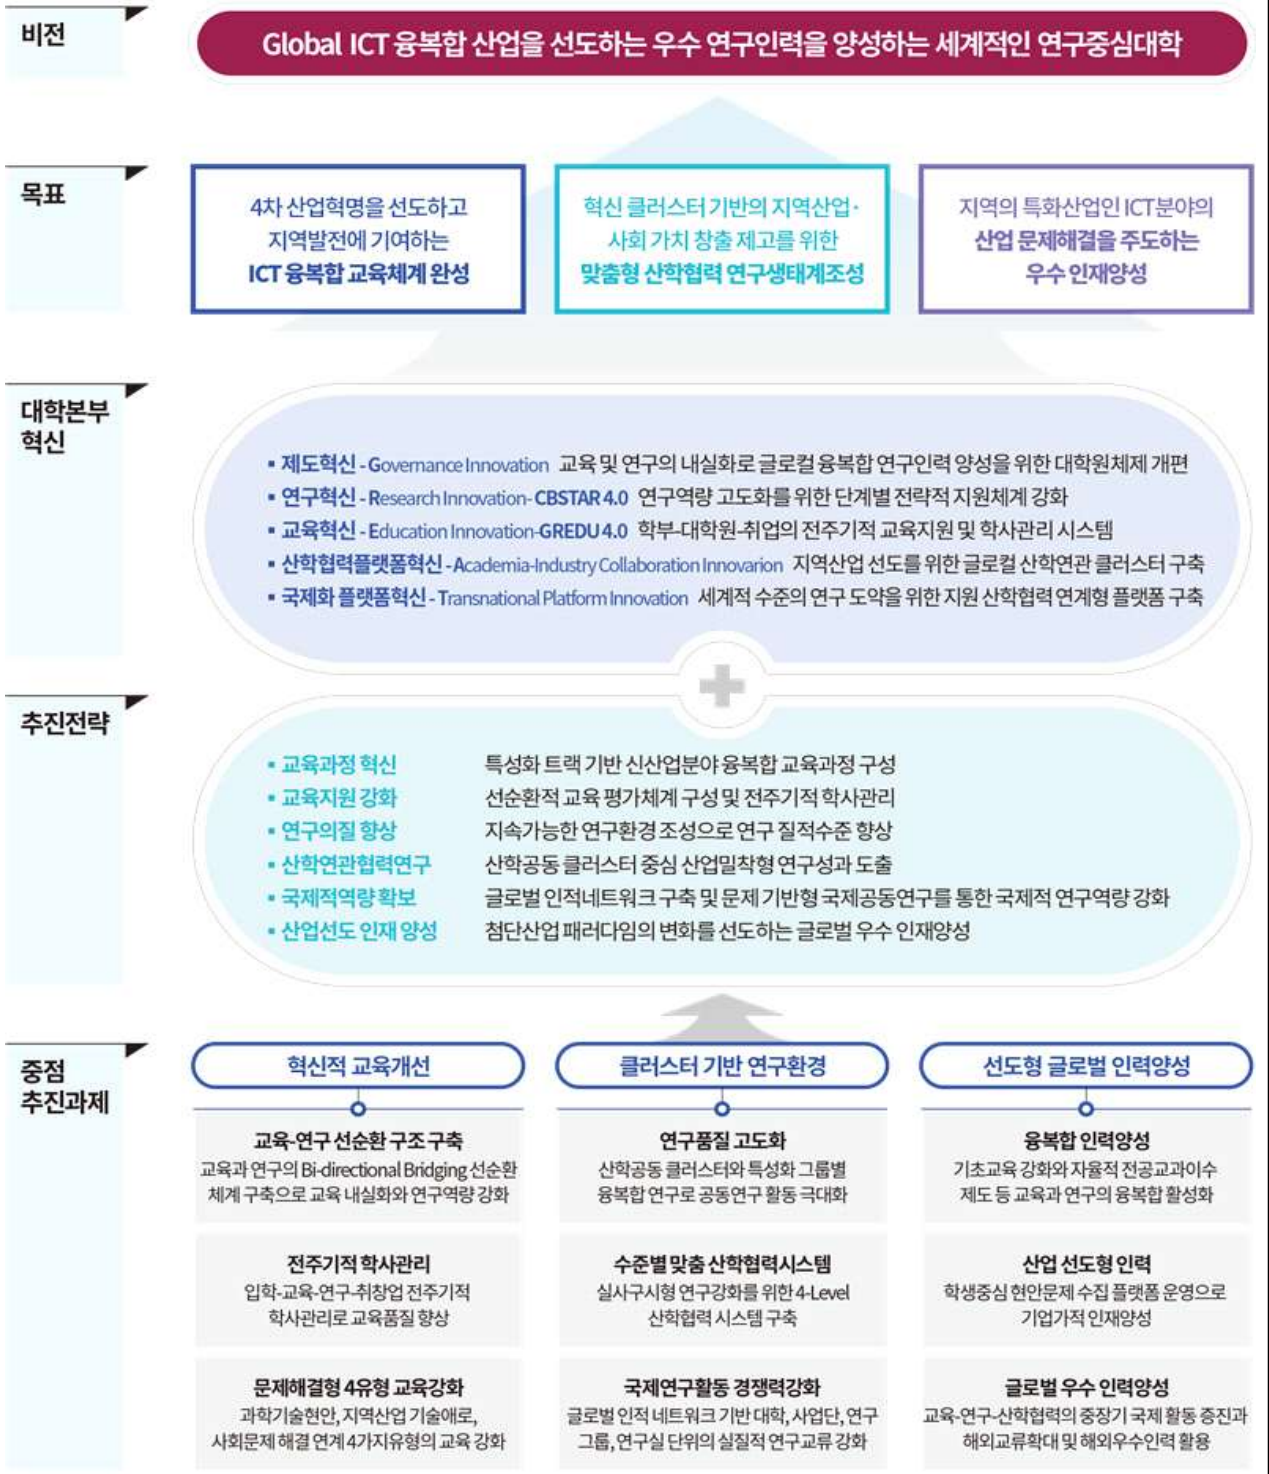 비전
Global ICT 융복합 산업을 선도하는 우수 연구인력을 양성하는 세계적인 연구중심대학
목표
4차 산업혁명을 선도하고
지역발전에 기여하는
ICT 융복합 교육체계 완성
혁신 클러스터 기반의 지역산업·
사회 가치 창출 제고를 위한
맞춤형 산학협력 연구생태계조성
지역의 특화산업인 ICT분야의
산업 문제해결을 주도하는
우수 인재양성
대학본부
혁신
▪ 제도혁신 - Governance Innovation 교육 및 연구의 내실화로 글로컬 융복합 연구인력 양성을 위한 대학원체제 개편
▪ 연구혁신 - Research Innovation- CBSTAR 4.0 연구역량 고도화를 위한 단계별 전략적 지원체계 강화
▪ 교육혁신 - Education Innovation-GREDU 4.0 학부-대학원-취업의 전주기적 교육지원 및 학사관리 시스템
▪ 산학협력플랫폼혁신 - Academia-Industry Collaboration Innovarion 지역산업 선도를 위한 글로컬 산학연관 클러스터 구축
▪ 국제화 플랫폼혁신 - Transnational Platform Innovation 세계적 수준의 연구 도약을 위한 지원 산학협력 연계형 플랫폼 구축
추진전략
▪ 교육과정 혁신 특성화 트랙 기반 신산업분야 융복합 교육과정 구성
▪ 교육지원 강화 선순환적 교육 평가체계 구성 및 전주기적 학사관리
▪ 연구의질 향상 지속가능한 연구환경 조성으로 연구 질적수준 향상
▪ 산학연관협력연구 산학공동 클러스터 중심 산업밀착형 연구성과 도출
▪ 국제적역량 확보 글로벌 인적네트워크 구축 및 문제 기반형 국제공동연구를 통한 국제적 연구역량 강화
▪ 산업선도 인재 양성 첨단산업 패러다임의 변화를 선도하는 글로벌 우수 인재양성
중점
추진과제
혁신적 교육개선
교육-연구 선순환 구조 구축
교육과 연구의 Bi-directional Bridging 선순환
체계 구축으로 교육 내실화와 연구역량 강화
전주기적 학사관리
입학-교육-연구-취창업 전주기적
학사관리로 교육품질 향상
문제해결형 4유형 교육강화
과학기술현안, 지역산업 기술애로,
사회문제 해결 연계 4가지유형의 교육 강화
클러스터 기반 연구환경
연구품질 고도화
산학공동 클러스터와 특성화 그룹별
융복합 연구로 공동연구 활동 극대화
수준별 맞춤 산학협력시스템
실사구시형 연구강화를 위한 4-Level
산학협력 시스템 구축
국제연구활동 경쟁력강화
글로벌 인적 네트워크 기반 대학, 사업단, 연구
그룹, 연구실 단위의 실질적 연구교류 강화
선도형 글로벌 인력양성
융복합 인력양성
기초교육 강화와 자율적 전공교과이수
제도 등 교육과 연구의 융복합 활성화
산업 선도형 인력
학생중심 현안문제 수집 플랫폼 운영으로
기업가적 인재양성
글로벌 우수 인력양성
교육-연구-산학협력의 중장기 국제 활동 증진과
해외교류확대 및 해외우수인력 활용